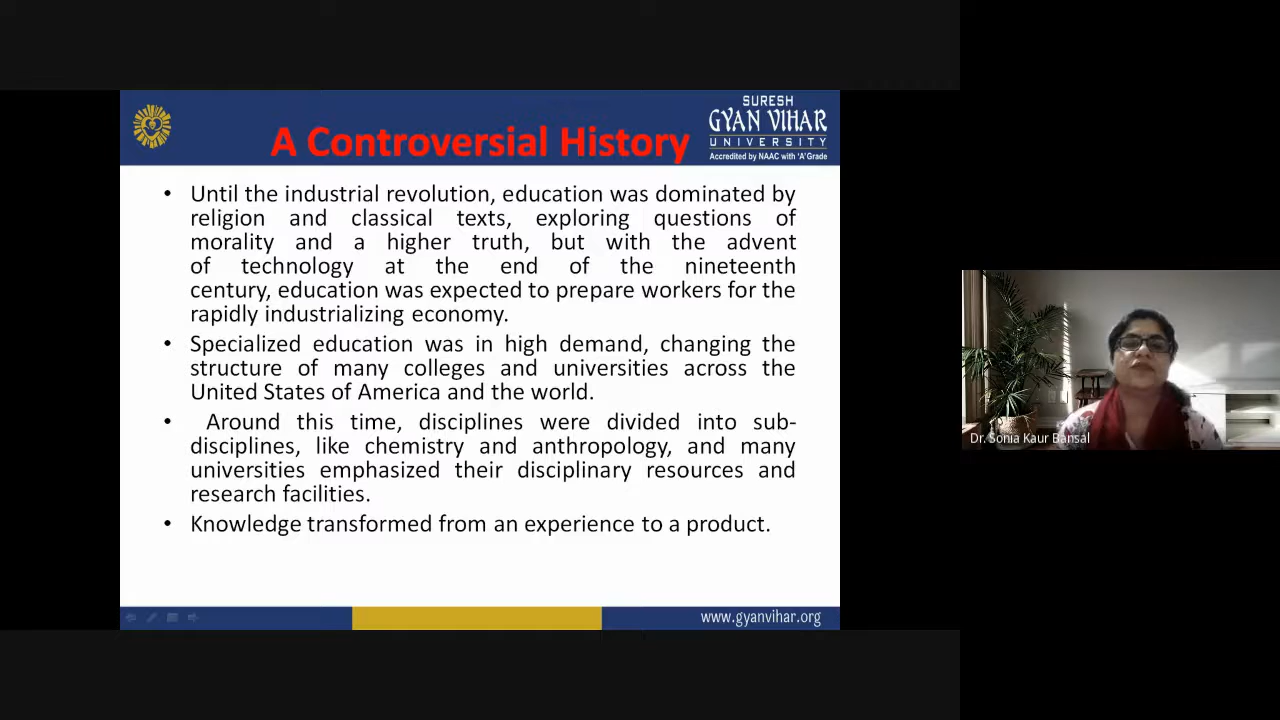 A Controversial History
SURESH
GYAN VIHAR
UNIVERSITY
Accredited by NAAC with 'A' Grade
• Until the industrial revolution, education was dominated by
religion and classical texts, exploring questions of
morality and a higher truth, but with the advent
of technology at the end of the nineteenth
century, education was expected to prepare workers for the
rapidly industrializing economy.
• Specialized education was in high demand, changing the
structure of many colleges and universities across the
United States of America and the world.
• Around this time, disciplines were divided into sub-
disciplines, like chemistry and anthropology, and many
universities emphasized their disciplinary resources and
research facilities.
• Knowledge transformed from an experience to a product.
www.gyanvihar.org
Dr. Sonia Kaur Bansal